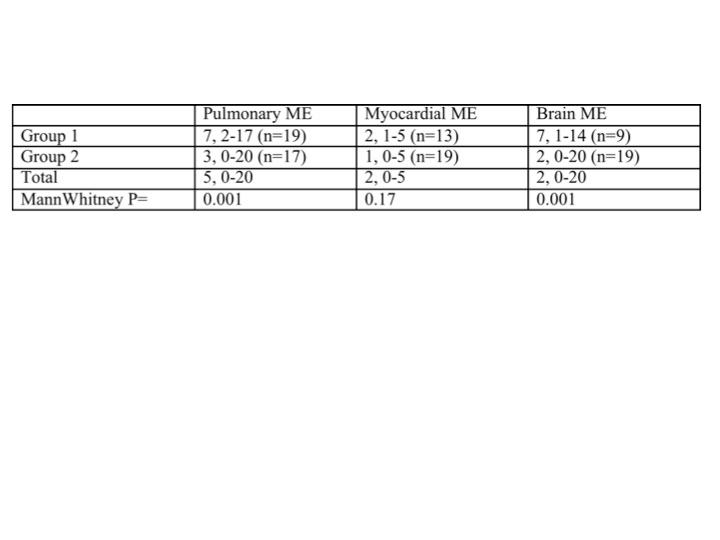 Pulmonary ME Myocardial ME Brain ME
Group 1 7, 2-17 (n=19) 2, 1-5 (n=13) 7, 1-14 (n=9)
Group 2 3, 0-20 (n=17) 1, 0-5 (n=19) 2, 0-20 (n=19)
Total 5, 0-20 2, 0-5 2, 0-20
MannWhitney P= 0.001 0.17 0.001